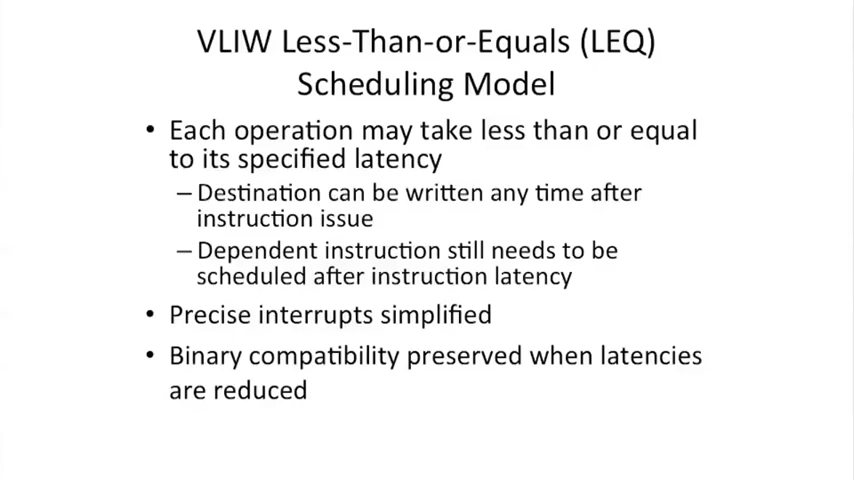 VLIW Less-Than-or-Equals (LEQ)
Scheduling Model
• Each operation may take less than or equal
to its specified latency
– Destination can be written any time after
instruction issue
– Dependent instruction still needs to be
scheduled after instruction latency
• Precise interrupts simplified
• Binary compatibility preserved when latencies
are reduced